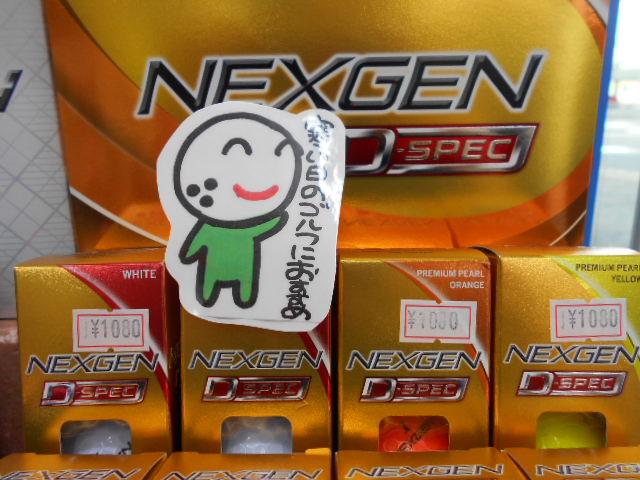 NEXGEN
D-SPEC
寒い日のゴルフにおすすめ
WHITE
¥1080
NEXGEN
D-SPEC
NEXGEN
D-SPEC
PREMIUM PEARL
ORANGE
¥1080
NEXGEN
D-SPEC
PREMIUM PEARL
YELLOW
¥1080
NEXGEN
D-SPEC